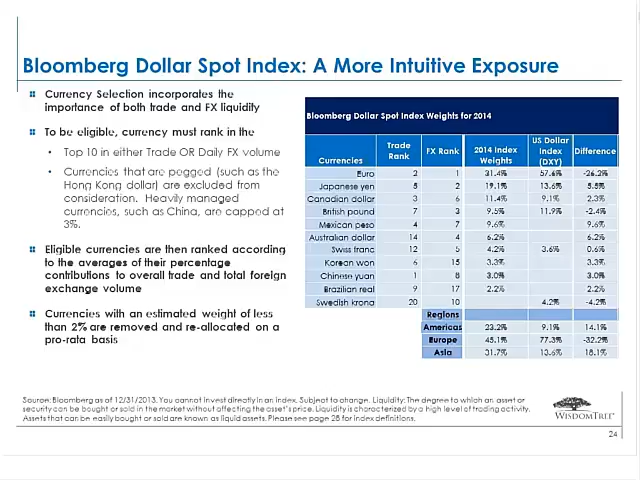 Bloomberg Dollar Spot Index: A More Intuitive Exposure
Currency Selection incorporates the
importance of both trade and FX liquidity
To be eligible, currency must rank in the
• Top 10 in either Trade OR Daily FX volume
• Currencies that are pegged (such as the
Hong Kong dollar) are excluded from
consideration. Heavily managed
currencies, such as China, are capped at
3%.
Eligible currencies are then ranked according
to the averages of their percentage
contributions to overall trade and total foreign
exchange volume
Currencies with an estimated weight of less
than 2% are removed and re-allocated on a
pro-rata basis
Bloomberg Dollar Spot Index Weights for 2014
Currencies Trade Rank FX Rank 2014 Index Weights US Dollar Index (DXY) Difference
Euro 2 1 31.4% 57.6% -26.2%
Japanese yen 5 2 19.1% 13.6% 5.5%
Canadian dollar 3 6 11.4% 9.1% 2.3%
British pound 7 3 9.5% 11.9% -2.4%
Mexican peso 4 7 9.6% 9.6%
Australian dollar 14 4 6.2% 6.2%
Swiss franc 12 5 4.2% 3.6% 0.6%
Korean won 6 15 3.3% 3.3%
Chinese yuan 1 8 3.0% 3.0%
Brazilian real 9 17 2.2% 2.2%
Swedish krona 20 10 4.2% -4.2%
Regions
Americas 23.2% 9.1% 14.1%
Europe 45.1% 77.3% -32.2%
Asia 31.7% 13.6% 18.1%
Source: Bloomberg as of 12/31/2013. You cannot invest directly in an index. Subject to change. Liquidity: The degree to which an asset or
security can be bought or sold in the market without affecting the asset's price. Liquidity is characterized by a high level of trading activity.
Assets that can be easily bought or sold are known as liquid assets. Please see page 28 for index definitions.
WISDOMTREE
24